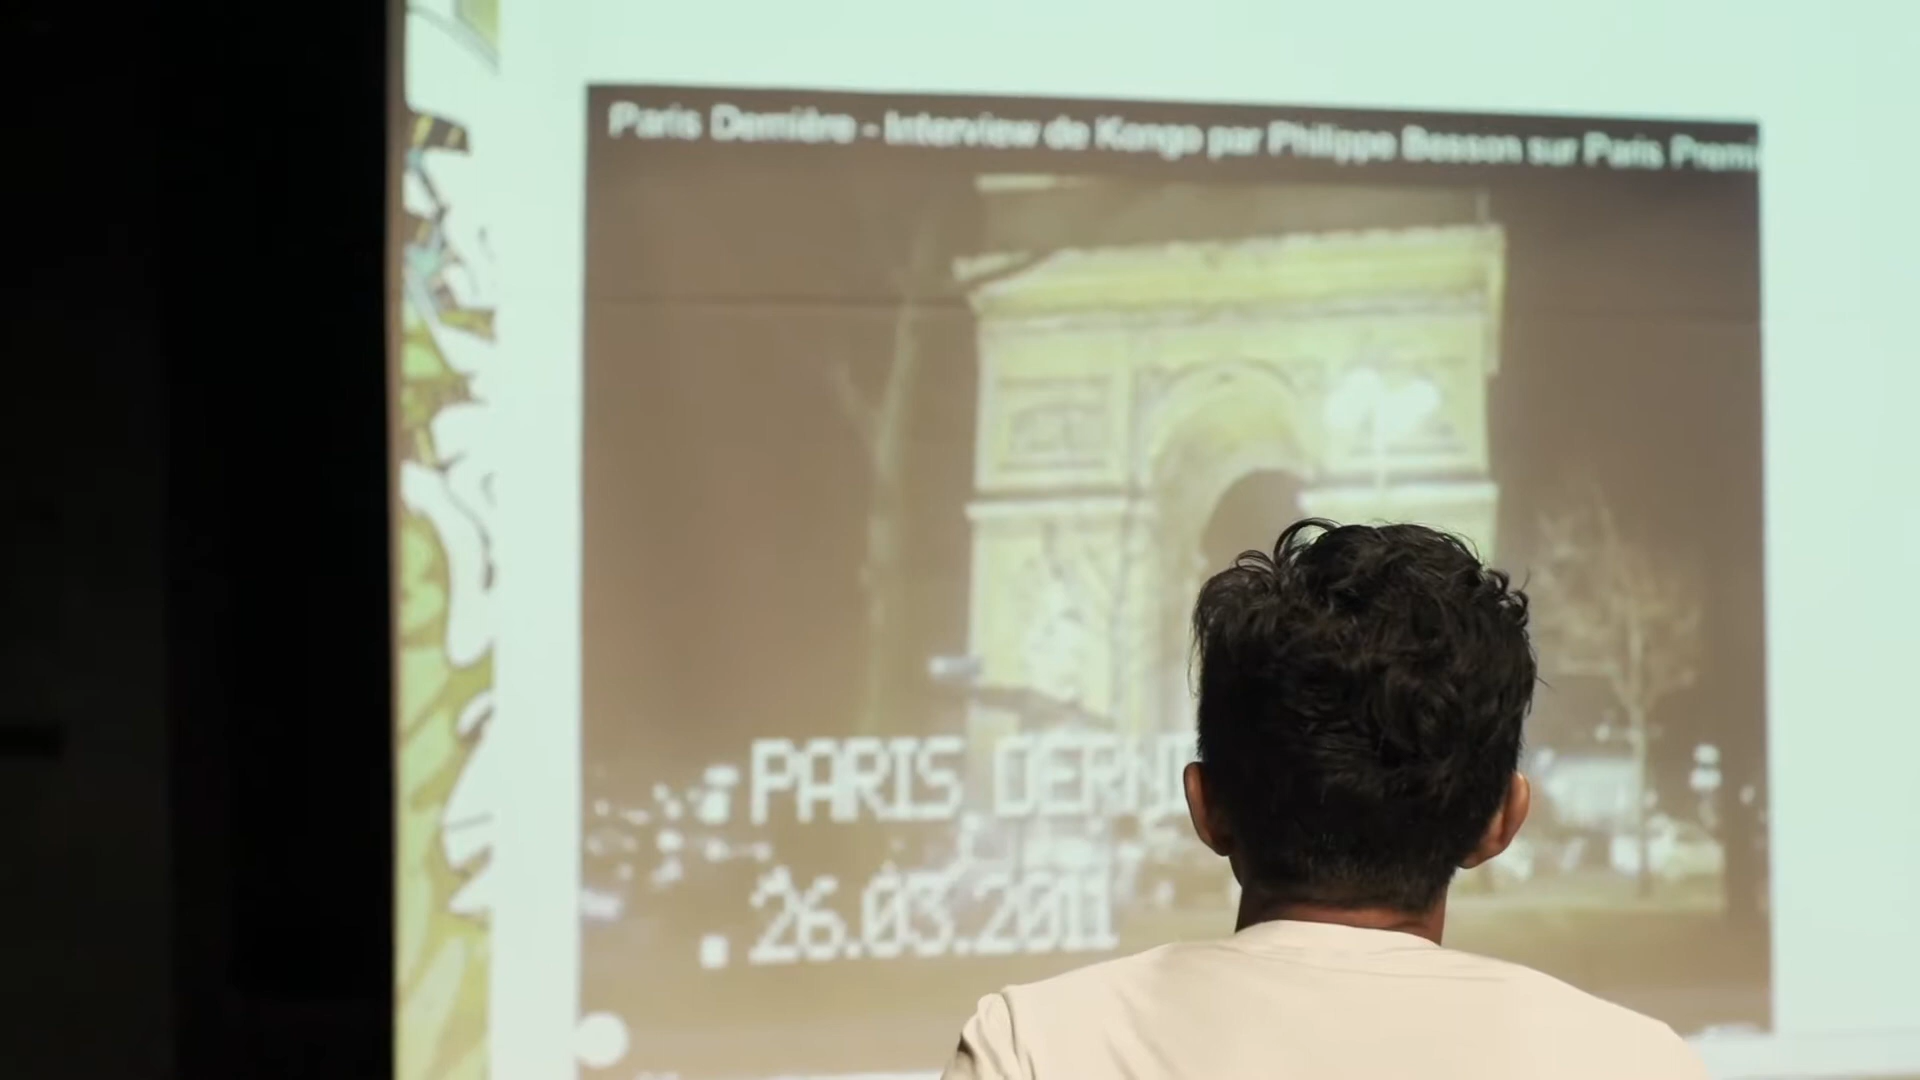 Paris Dernière - Interview de Kongo par Philippe Besson sur Paris Premi
PARIS DERNI
26.03.2011